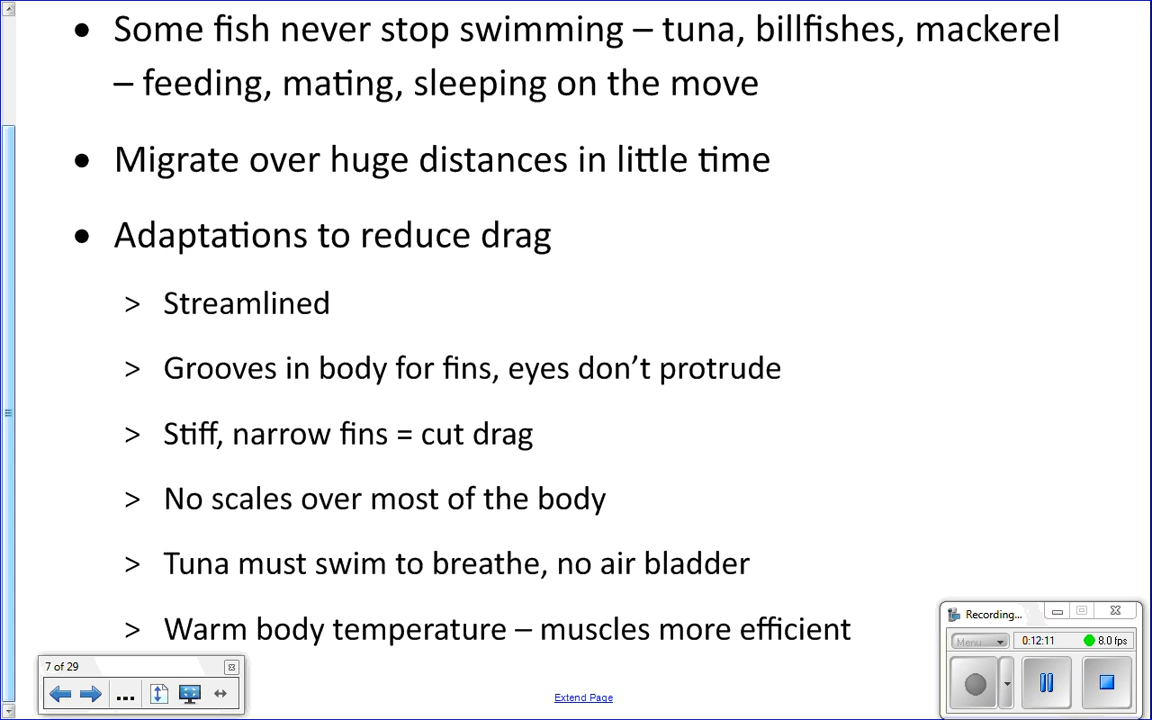 • Some fish never stop swimming – tuna, billfishes, mackerel
– feeding, mating, sleeping on the move
• Migrate over huge distances in little time
• Adaptations to reduce drag
> Streamlined
> Grooves in body for fins, eyes don’t protrude
> Stiff, narrow fins = cut drag
> No scales over most of the body
> Tuna must swim to breathe, no air bladder
> Warm body temperature – muscles more efficient
Recording...
Menu
0:12:11
8.0 fps
7 of 29
...
Extend Page